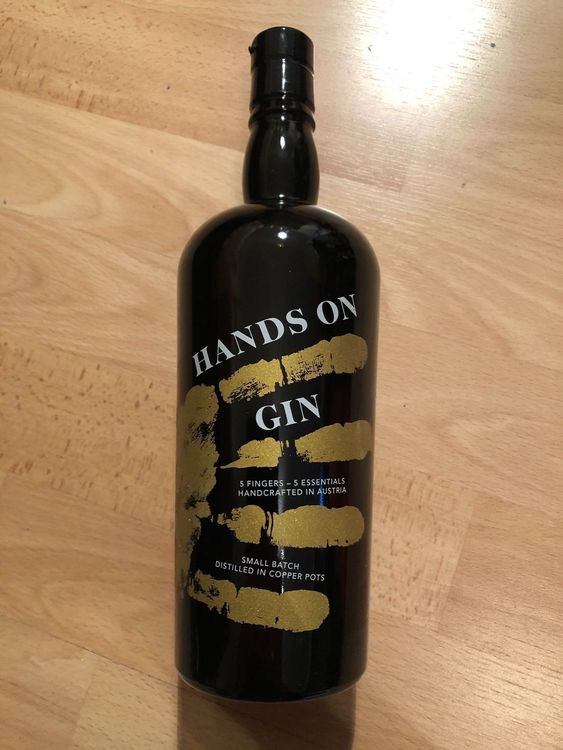 HANDS ON
GIN
5 FINGERS – 5 ESSENTIALS
HANDCRAFTED IN AUSTRIA
SMALL BATCH
DISTILLED IN COPPER POTS